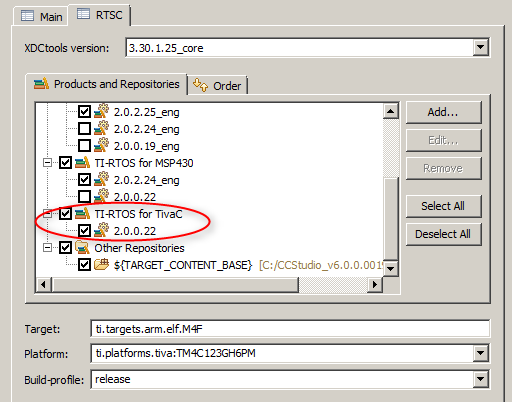 Main RTSC
XDCtools version: 3.30.1.25_core
Products and Repositories Order
2.0.2.25_eng
2.0.2.24_eng
2.0.0.19_eng
TI-RTOS for MSP430
2.0.2.24_eng
2.0.0.22
TI-RTOS for TivaC
2.0.0.22
Other Repositories
${TARGET_CONTENT_BASE} [C:/CCStudio_v6.0.0.0019
Add...
Edit...
Remove
Select All
Deselect All
Target: ti.targets.arm.elf.M4F
Platform: ti.platforms.tiva:TM4C123GH6PM
Build-profile: release